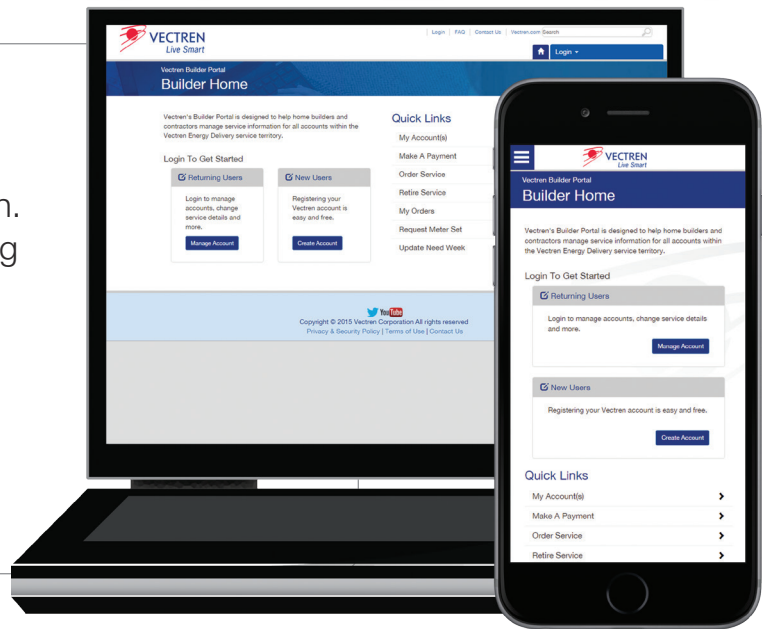 n.
g
VECTREN
Live Smart
Login | FAQ | Contact Us | Vectren.com Search
Login
Vectren Builder Portal
Builder Home
Vectren's Builder Portal is designed to help home builders and
contractors manage service information for all accounts within the
Vectren Energy Delivery service territory.
Login To Get Started
Returning Users
Login to manage
accounts, change
service details and
more.
Manage Account
New Users
Registering your
Vectren account is
easy and free.
Create Account
Quick Links
My Account(s)
Make A Payment
Order Service
Retire Service
My Orders
Request Meter Set
Update Need Week
YouTube
Copyright © 2015 Vectren Corporation All rights reserved
Privacy & Security Policy | Terms of Use | Contact Us
VECTREN
Live Smart
Vectren Builder Portal
Builder Home
Vectren's Builder Portal is designed to help home builders and
contractors manage service information for all accounts within
the Vectren Energy Delivery service territory.
Login To Get Started
Returning Users
Login to manage accounts, change service details
and more.
Manage Account
New Users
Registering your Vectren account is easy and free.
Create Account
Quick Links
My Account(s)
Make A Payment
Order Service
Retire Service